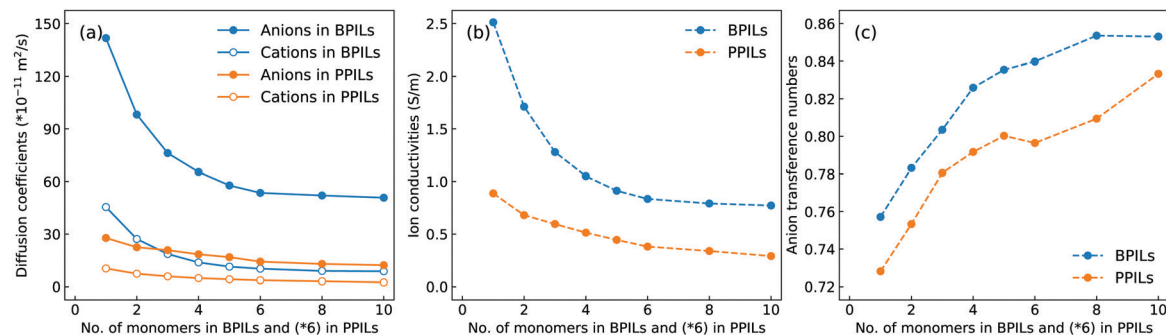 (a)
Anions in BPILs
Cations in BPILs
Anions in PPILs
Cations in PPILs
Diffusion coefficients (*10⁻¹¹ m²/s)
150
120
90
60
30
0
0 2 4 6 8 10
No. of monomers in BPILs and (*6) in PPILs
(b)
BPILs
PPILs
Ion conductivities (S/m)
2.5
2.0
1.5
1.0
0.5
0.0
0 2 4 6 8 10
No. of monomers in BPILs and (*6) in PPILs
(c)
BPILs
PPILs
Anion transference numbers
0.86
0.84
0.82
0.80
0.78
0.76
0.74
0.72
0 2 4 6 8 10
No. of monomers in BPILs and (*6) in PPILs